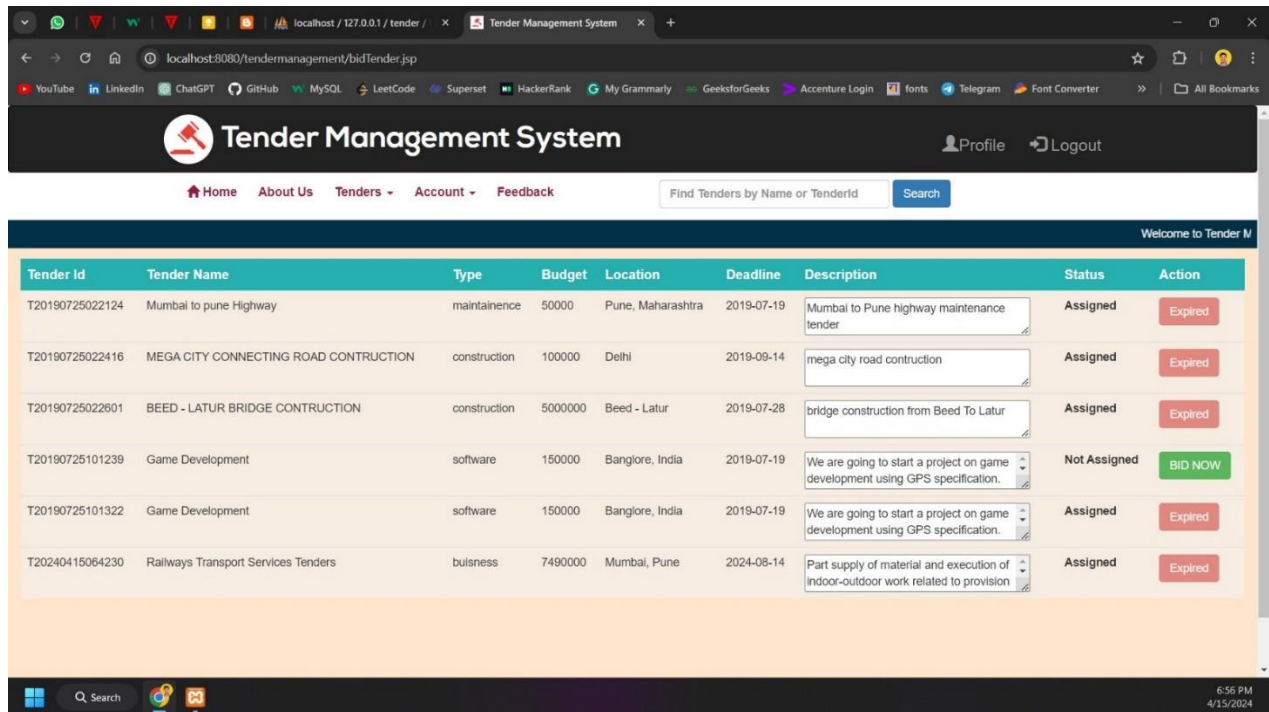 localhost / 127.0.0.1 / tender /
Tender Management System
localhost:8080/tendermanagement/bidTender.jsp
YouTube LinkedIn ChatGPT GitHub MySQL LeetCode Superset HackerRank My Grammarly GeeksforGeeks Accenture Login fonts Telegram Font Converter » All Bookmarks
Tender Management System Profile Logout
Home About Us Tenders Account Feedback Find Tenders by Name or TenderId Search
Welcome to Tender M
Tender Id Tender Name Type Budget Location Deadline Description Status Action
T20190725022124 Mumbai to pune Highway maintainence 50000 Pune, Maharashtra 2019-07-19 Mumbai to Pune highway maintenance Assigned Expired
tender
T20190725022416 MEGA CITY CONNECTING ROAD CONTRUCTION construction 100000 Delhi 2019-09-14 mega city road contruction Assigned Expired
T20190725022601 BEED - LATUR BRIDGE CONTRUCTION construction 5000000 Beed - Latur 2019-07-28 bridge construction from Beed To Latur Assigned Expired
T20190725101239 Game Development software 150000 Banglore, India 2019-07-19 We are going to start a project on game Not Assigned BID NOW
development using GPS specification.
T20190725101322 Game Development software 150000 Banglore, India 2019-07-19 We are going to start a project on game Assigned Expired
development using GPS specification.
T20240415064230 Railways Transport Services Tenders buisness 7490000 Mumbai, Pune 2024-08-14 Part supply of material and execution of Assigned Expired
indoor-outdoor work related to provision
Search
6:56 PM
4/15/2024